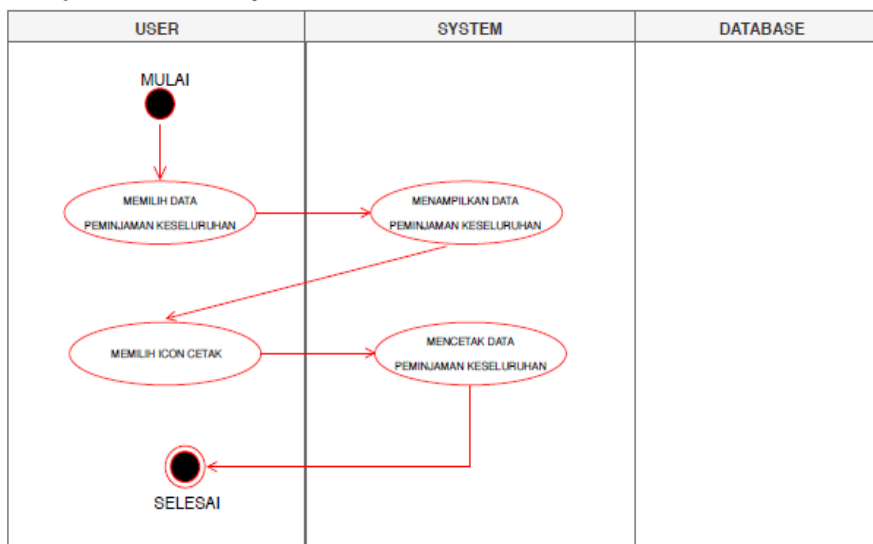 USER
SYSTEM
DATABASE
MULAI
MEMILIH DATA
PEMINJAMAN KESELURUHAN
MENAMPILKAN DATA
PEMINJAMAN KESELURUHAN
MEMILIH ICON CETAK
MENCETAK DATA
PEMINJAMAN KESELURUHAN
SELESAI